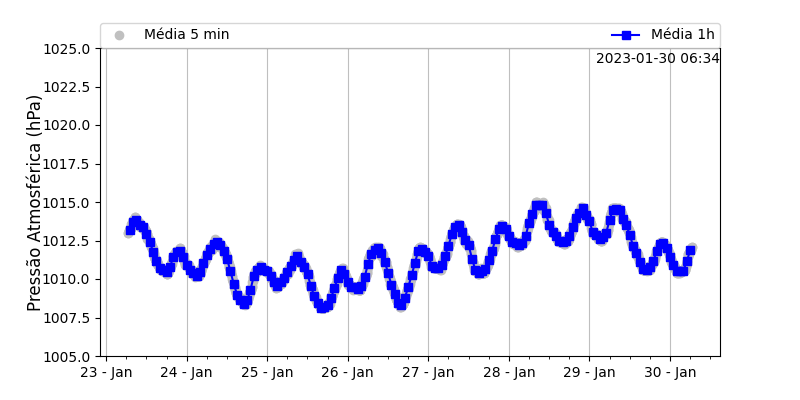 Média 5 min
Média 1h
2023-01-30 06:34
Pressão Atmosférica (hPa)
1025.0
1022.5
1020.0
1017.5
1015.0
1012.5
1010.0
1007.5
1005.0
23 - Jan
24 - Jan
25 - Jan
26 - Jan
27 - Jan
28 - Jan
29 - Jan
30 - Jan